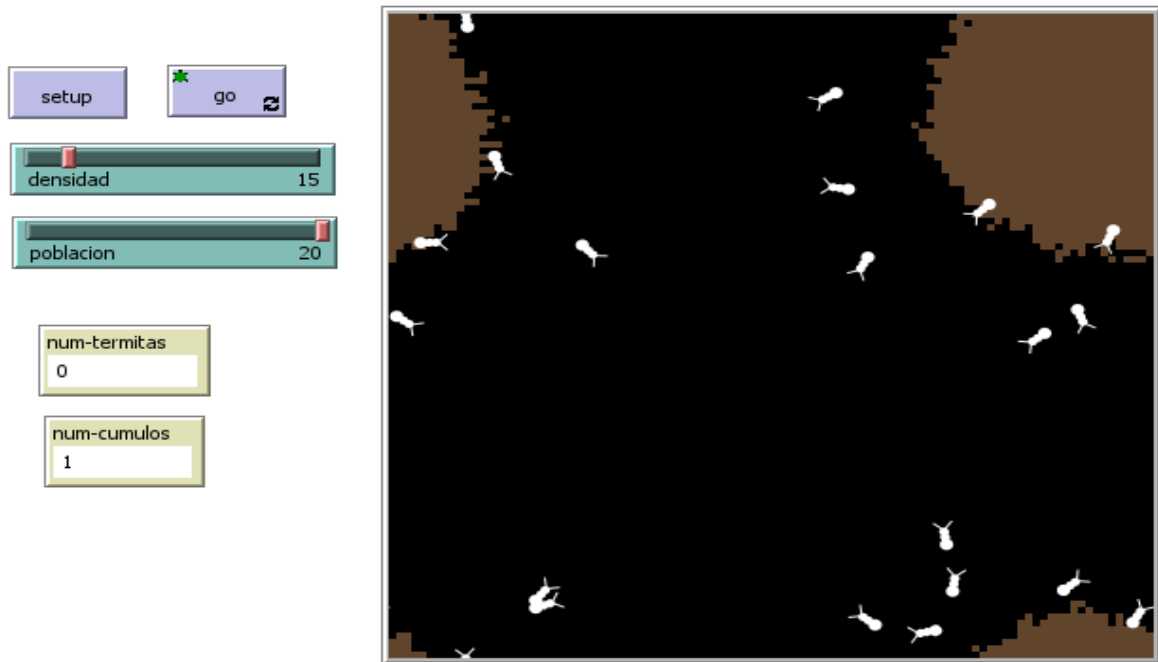 setup
go
densidad 15
poblacion 20
num-termitas
0
num-cumulos
1